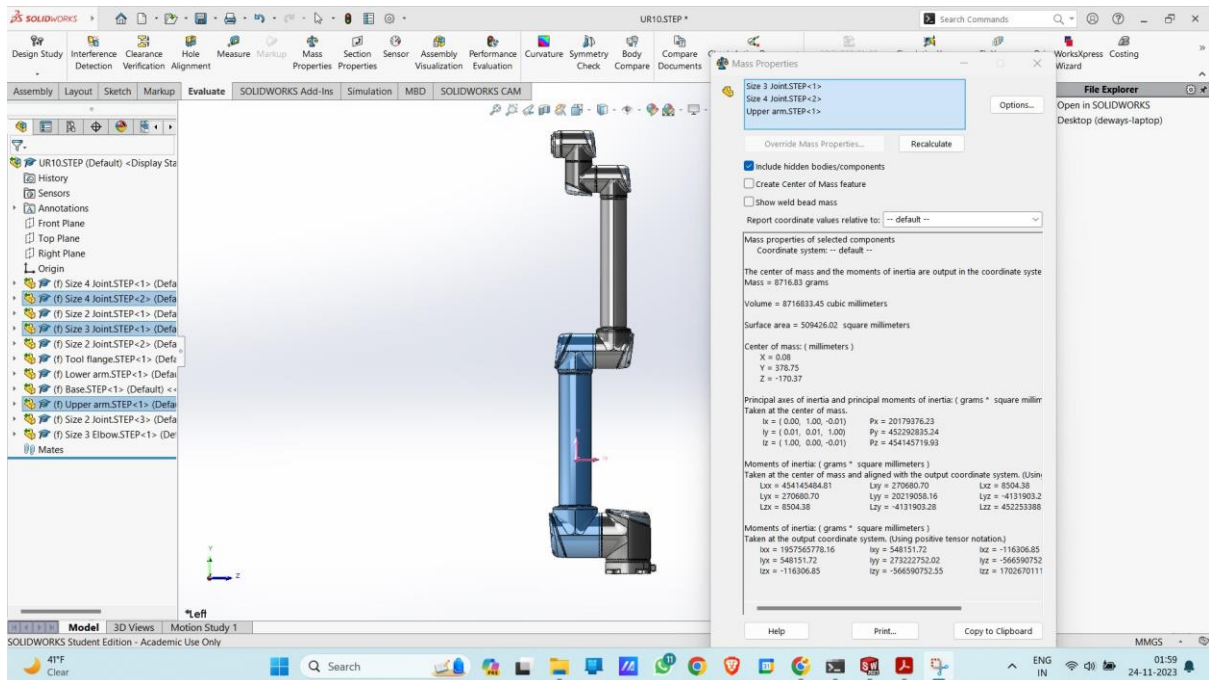 SOLIDWORKS
UR10.STEP *
Search Commands
Design Study
Interference Detection
Clearance Verification
Hole Alignment
Measure
Markup
Mass Properties
Section Properties
Sensor
Assembly Visualization
Performance Evaluation
Curvature
Symmetry Check
Body Compare
Compare Documents
WorksXpress Wizard
Costing
Assembly
Layout
Sketch
Markup
Evaluate
SOLIDWORKS Add-Ins
Simulation
MBD
SOLIDWORKS CAM
UR10.STEP (Default) <Display Sta
History
Sensors
Annotations
Front Plane
Top Plane
Right Plane
Origin
(f) Size 4 Joint.STEP<1> (Defa
(f) Size 4 Joint.STEP<2> (Defa
(f) Size 2 Joint.STEP<1> (Defa
(f) Size 3 Joint.STEP<1> (Defa
(f) Size 2 Joint.STEP<2> (Defa
(f) Tool flange.STEP<1> (Defa
(f) Lower arm.STEP<1> (Defau
(f) Base.STEP<1> (Default) <
(f) Upper arm.STEP<1> (Defau
(f) Size 2 Joint.STEP<3> (Defa
(f) Size 3 Elbow.STEP<1> (De
Mates
Y
Z
*Left
Mass Properties
Size 3 Joint.STEP<1>
Size 4 Joint.STEP<2>
Upper arm.STEP<1>
Options...
Override Mass Properties...
Recalculate
Include hidden bodies/components
Create Center of Mass feature
Show weld bead mass
Report coordinate values relative to: -- default --
Mass properties of selected components
Coordinate system: -- default --
The center of mass and the moments of inertia are output in the coordinate syste
Mass = 8716.83 grams
Volume = 8716833.45 cubic millimeters
Surface area = 509426.02 square millimeters
Center of mass: ( millimeters )
X = 0.08
Y = 378.75
Z = -170.37
Principal axes of inertia and principal moments of inertia: ( grams * square millim
Taken at the center of mass.
Ix = ( 0.00, 1.00, -0.01) Px = 20179376.23
Iy = ( 0.01, 0.01, 1.00) Py = 452292835.24
Iz = ( 1.00, 0.00, -0.01) Pz = 454145719.93
Moments of inertia: ( grams * square millimeters )
Taken at the center of mass and aligned with the output coordinate system. (Usin
Lxx = 454145484.81 Lxy = 270680.70 Lxz = 8504.38
Lyx = 270680.70 Lyy = 20219058.16 Lyz = -4131903.2
Lzx = 8504.38 Lzy = -4131903.28 Lzz = 452253388
Moments of inertia: ( grams * square millimeters )
Taken at the output coordinate system. (Using positive tensor notation.)
Ixx = 1957565778.16 Ixy = 548151.72 Ixz = -116306.85
Iyx = 548151.72 Iyy = 273222752.02 Iyz = -566590752
Izx = -116306.85 Izy = -566590752.55 Izz = 1702670111
Help
Print...
Copy to Clipboard
File Explorer
Open in SOLIDWORKS
Desktop (deways-laptop)
Model
3D Views
Motion Study 1
SOLIDWORKS Student Edition - Academic Use Only
MMGS
41°F
Clear
Search
ENG
IN
01:59
24-11-2023